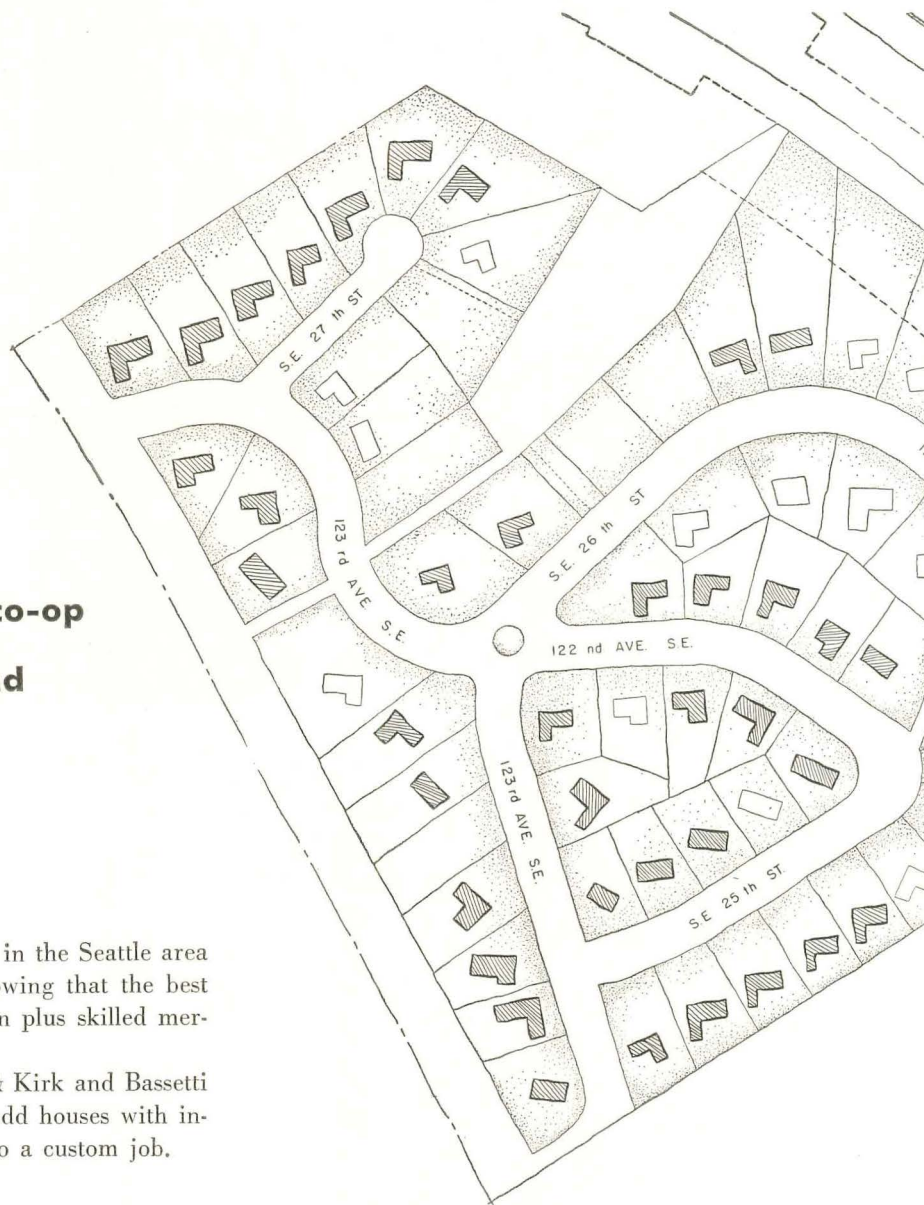 co-op
d
in the Seattle area
owing that the best
n plus skilled mer-
Kirk and Bassetti
dd houses with in-
o a custom job.
S.E. 27 th ST
123 rd AVE S.E.
S.E. 26 th ST
122 nd AVE. S.E.
123rd AVE. S.E.
S.E 25 th ST.